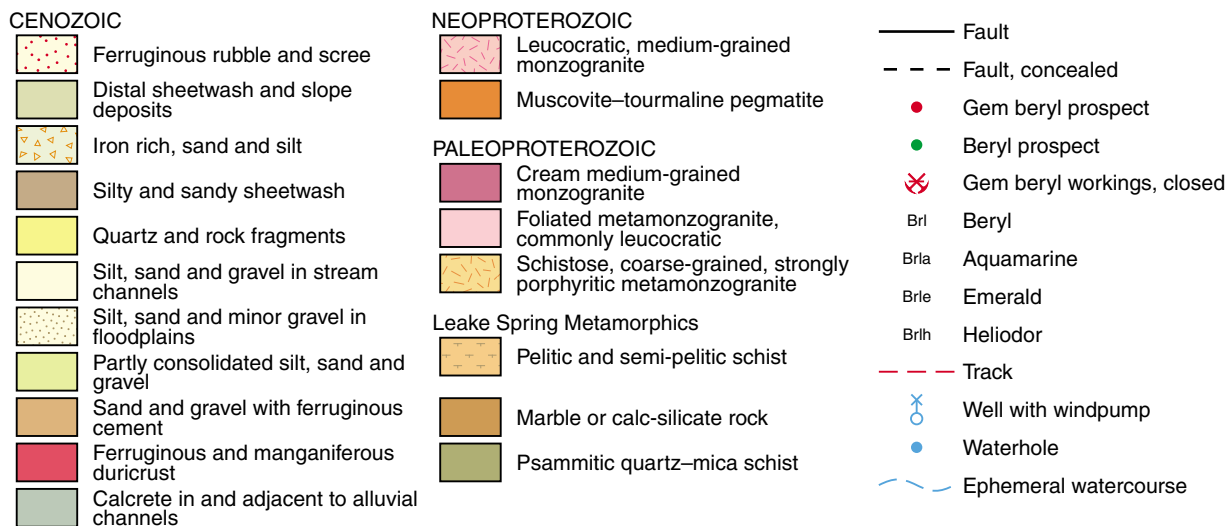 CENOZOIC
Ferruginous rubble and scree
Distal sheetwash and slope
deposits
Iron rich, sand and silt
Silty and sandy sheetwash
Quartz and rock fragments
Silt, sand and gravel in stream
channels
Silt, sand and minor gravel in
floodplains
Partly consolidated silt, sand and
gravel
Sand and gravel with ferruginous
cement
Ferruginous and manganiferous
duricrust
Calcrete in and adjacent to alluvial
channels
NEOPROTEROZOIC
Leucocratic, medium-grained
monzogranite
Muscovite–tourmaline pegmatite
PALEOPROTEROZOIC
Cream medium-grained
monzogranite
Foliated metamonzogranite,
commonly leucocratic
Schistose, coarse-grained, strongly
porphyritic metamonzogranite
Leake Spring Metamorphics
Pelitic and semi-pelitic schist
Marble or calc-silicate rock
Psammitic quartz–mica schist
Fault
Fault, concealed
Gem beryl prospect
Beryl prospect
Gem beryl workings, closed
Brl Beryl
Brla Aquamarine
Brle Emerald
Brlh Heliodor
Track
Well with windpump
Waterhole
Ephemeral watercourse